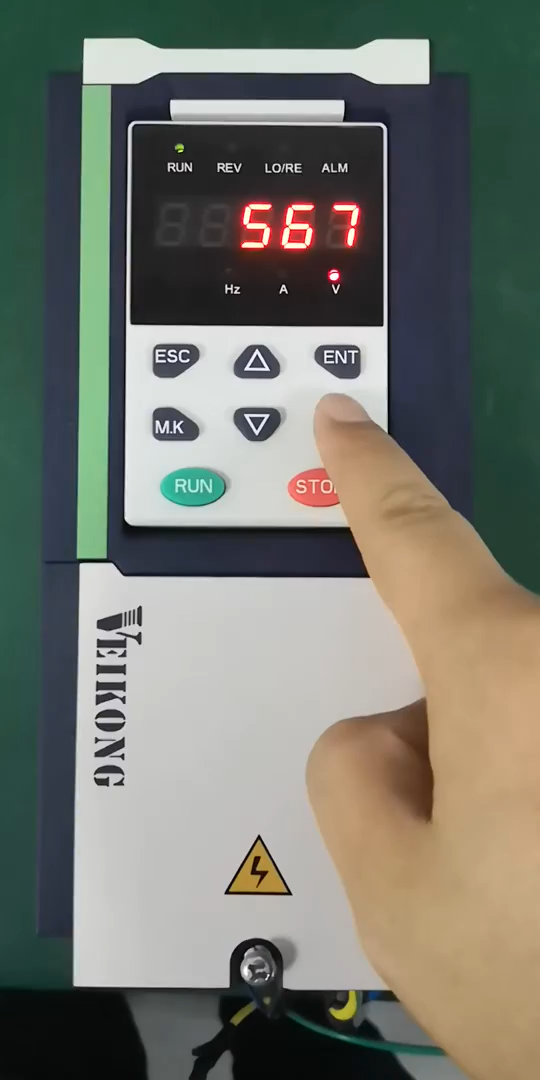 RUN REV LO/RE ALM
567
Hz A V
ESC ENT
M.K
RUN STO
VEIKONG